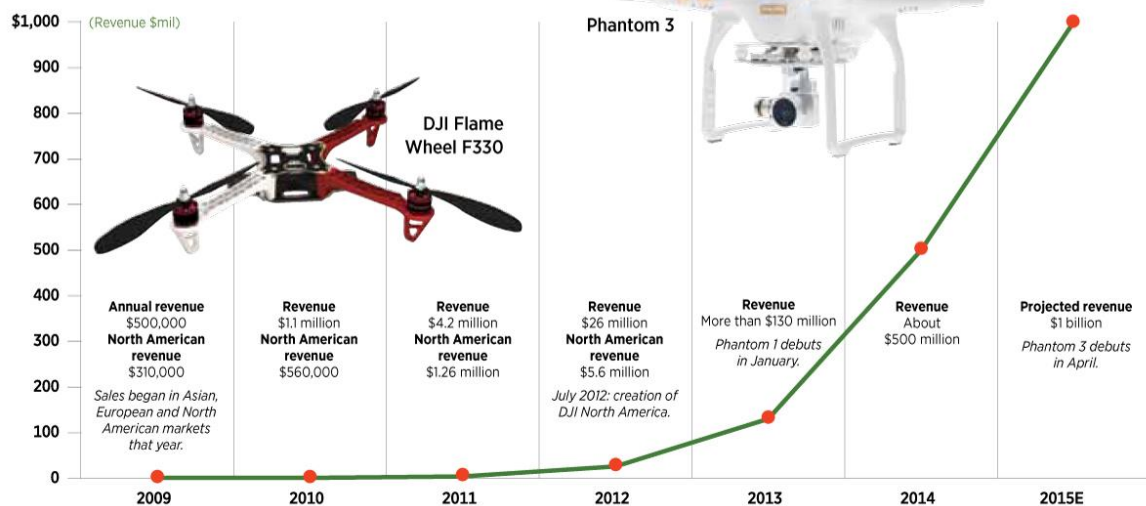 $1,000
(Revenue $mil)
900
800
700
600
500
400
300
200
100
0
DJI Flame
Wheel F330
Phantom 3
Annual revenue
$500,000
North American
revenue
$310,000
Sales began in Asian,
European and North
American markets
that year.
Revenue
$1.1 million
North American
revenue
$560,000
Revenue
$4.2 million
North American
revenue
$1.26 million
Revenue
$26 million
North American
revenue
$5.6 million
July 2012: creation of
DJI North America.
Revenue
More than $130 million
Phantom 1 debuts
in January.
Revenue
About
$500 million
Projected revenue
$1 billion
Phantom 3 debuts
in April.
2009
2010
2011
2012
2013
2014
2015E